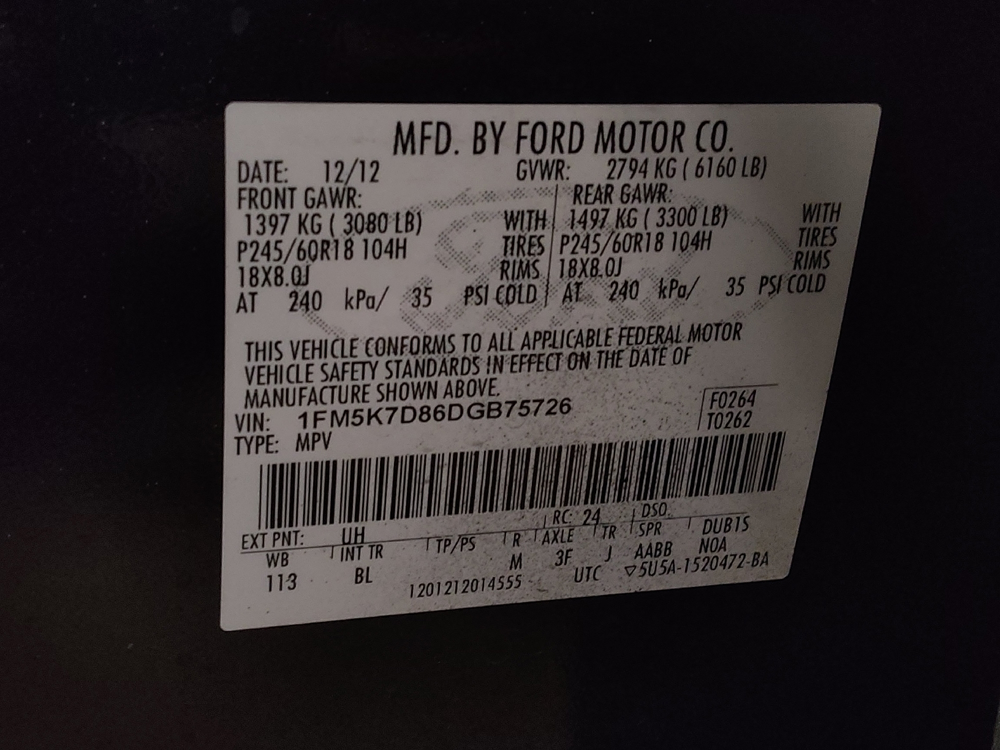 MFD. BY FORD MOTOR CO.
DATE: 12/12 GVWR: 2794 KG ( 6160 LB)
FRONT GAWR: REAR GAWR:
1397 KG ( 3080 LB) WITH 1497 KG ( 3300 LB) WITH
P245/60R18 104H TIRES P245/60R18 104H TIRES
18X8.0J RIMS 18X8.0J RIMS
AT 240 kPa/ 35 PSI COLD AT 240 kPa/ 35 PSI COLD
THIS VEHICLE CONFORMS TO ALL APPLICABLE FEDERAL MOTOR
VEHICLE SAFETY STANDARDS IN EFFECT ON THE DATE OF
MANUFACTURE SHOWN ABOVE.
VIN: 1FM5K7D86DGB75726 F0264
TYPE: MPV T0262
EXT PNT: UH RC: 24 DSO
WB INT TR TP/PS R AXLE TR SPR DUB1S
113 BL M 3F J AABB NOA
1201212014555 UTC ▽5U5A-1520472-BA